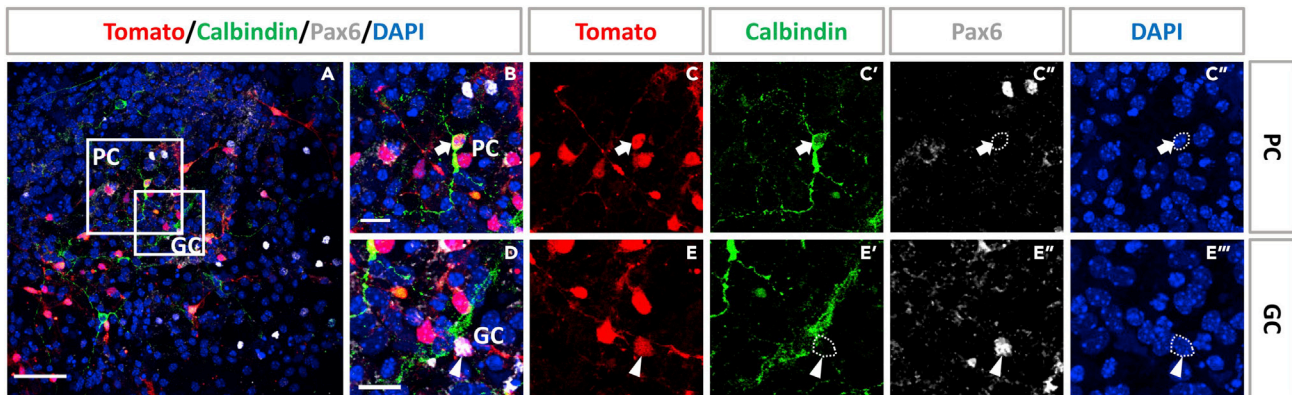 Tomato/Calbindin/Pax6/DAPI
Tomato
Calbindin
Pax6
DAPI
A
PC
GC
B
PC
C
C'
C"
C"
PC
D
GC
E
E'
E"
E"'
GC